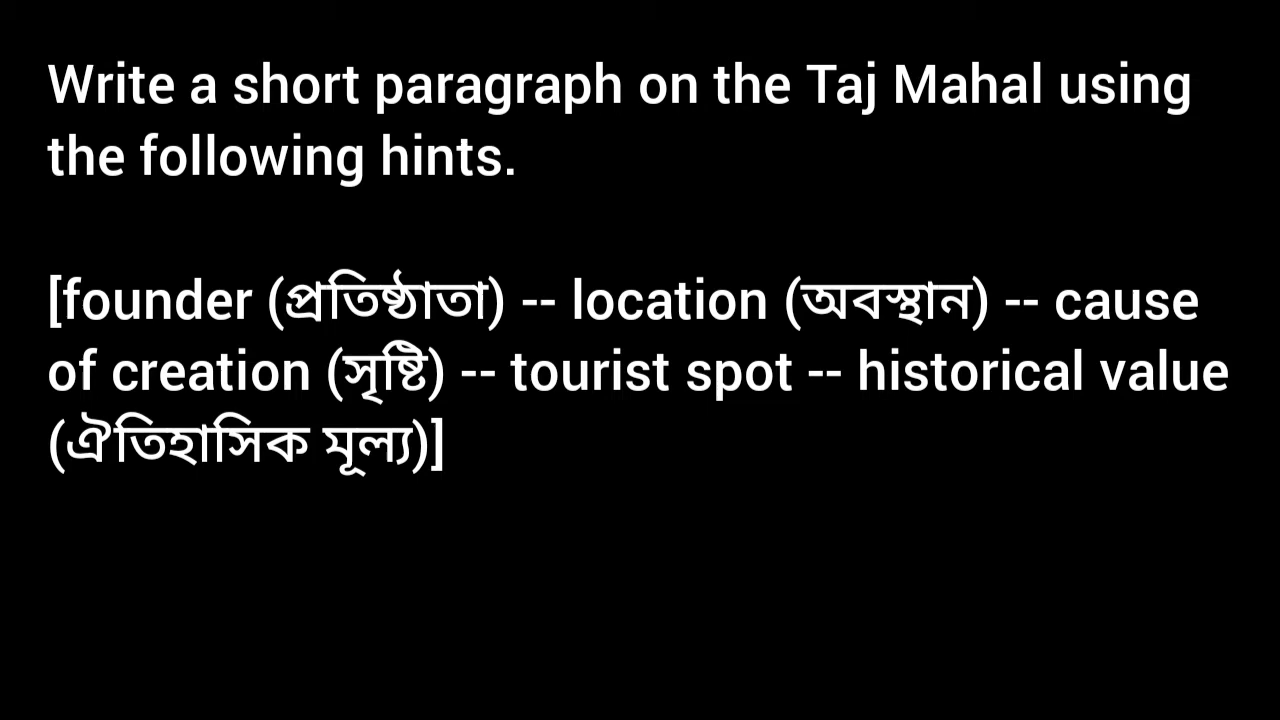 Write a short paragraph on the Taj Mahal using
the following hints.
[founder (প্রতিষ্ঠাতা) -- location (অবস্থান) -- cause
of creation (সৃষ্টি) -- tourist spot -- historical value
(ঐতিহাসিক মূল্য)]